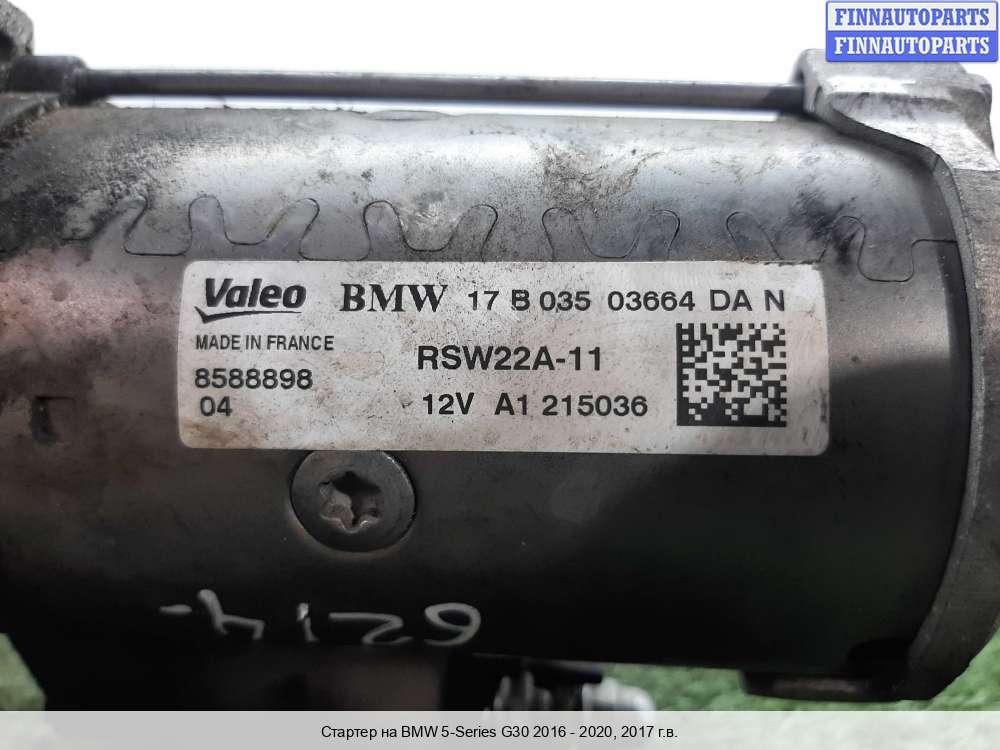 FINNAUTOPARTS
FINNAUTOPARTS
Valeo BMW 17 B 035 03664 DA N
MADE IN FRANCE
RSW22A-11
8588898
04
12V A1 215036
6214-
Стартер на BMW 5-Series G30 2016 - 2020, 2017 г.в.